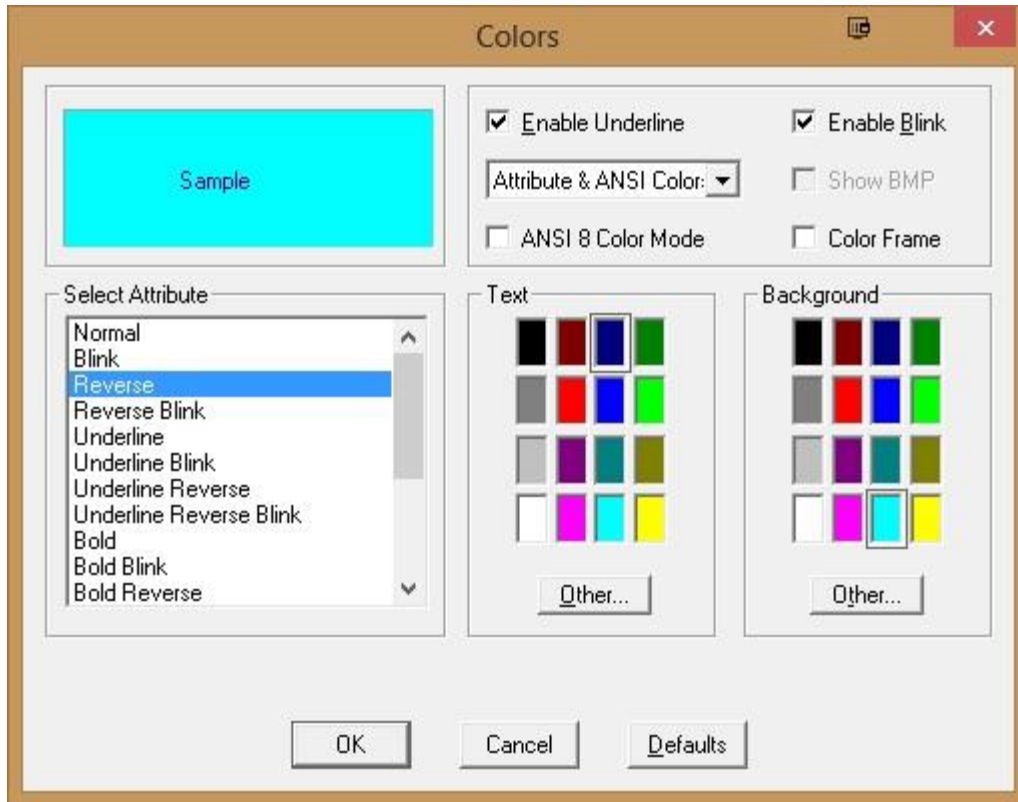 Colors
Sample
Enable Underline
Enable Blink
Attribute & ANSI Color
Show BMP
ANSI 8 Color Mode
Color Frame
Select Attribute
Normal
Blink
Reverse
Reverse Blink
Underline
Underline Blink
Underline Reverse
Underline Reverse Blink
Bold
Bold Blink
Bold Reverse
Text
Other...
Background
Other...
OK
Cancel
Defaults